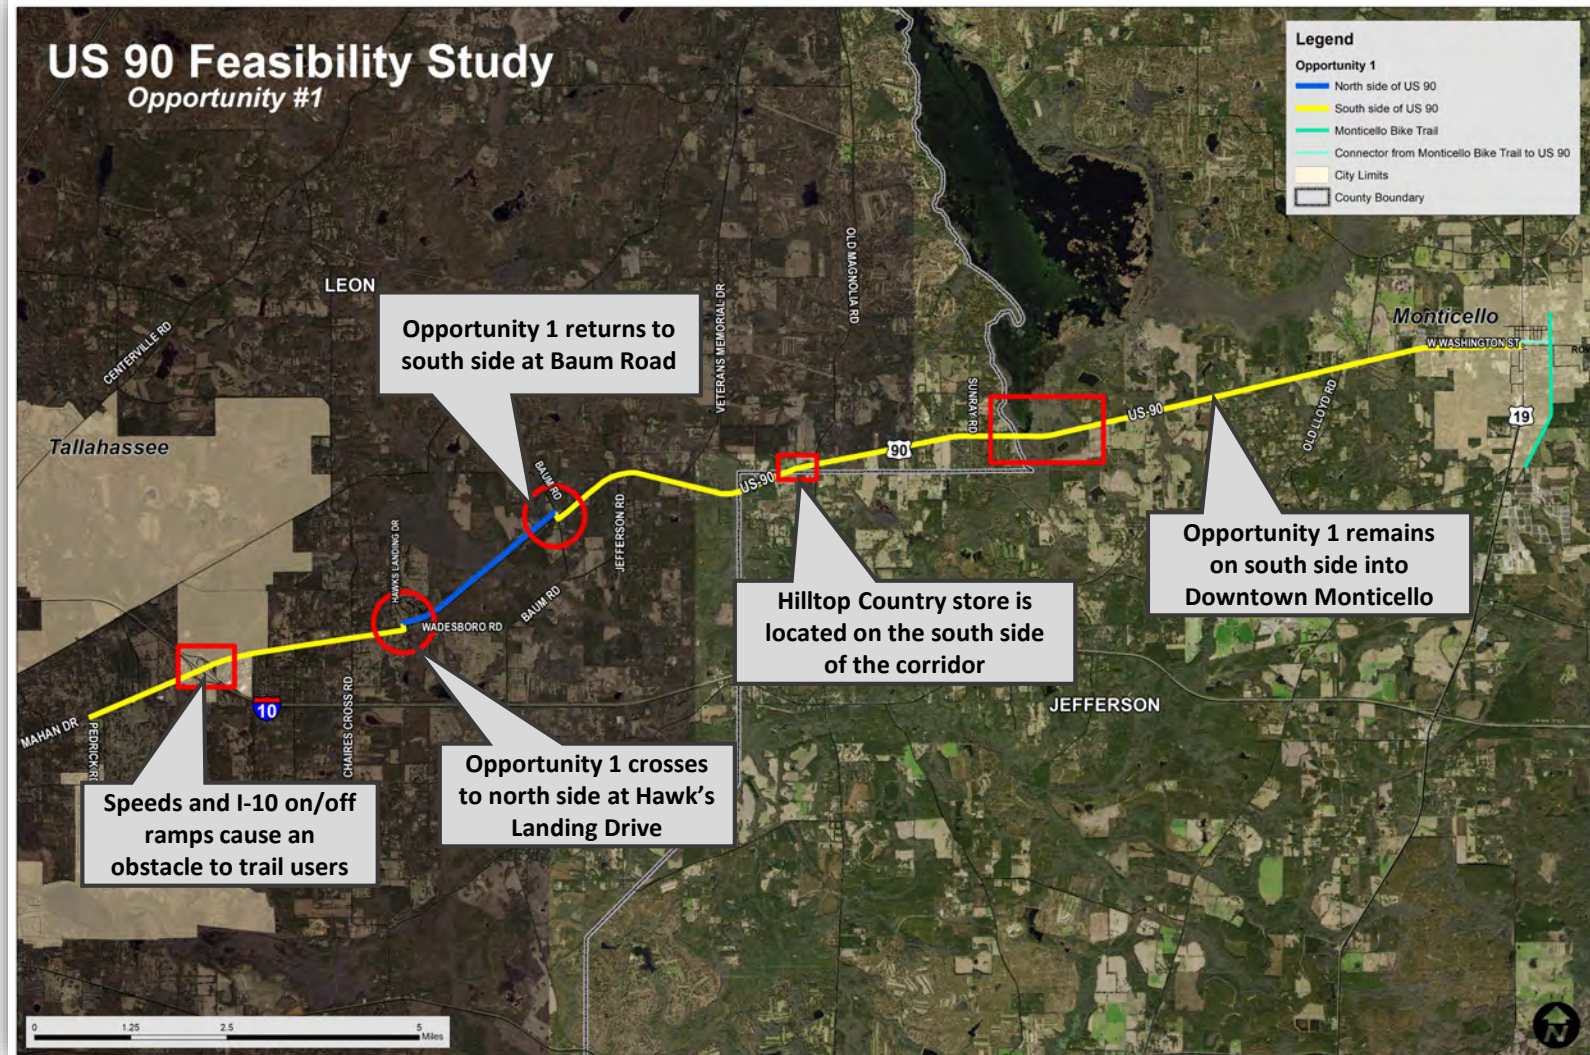 US 90 Feasibility Study
Opportunity #1
Legend
Opportunity 1
North side of US 90
South side of US 90
Monticello Bike Trail
Connector from Monticello Bike Trail to US 90
City Limits
County Boundary
LEON
CENTERVILLE RD
Opportunity 1 returns to
south side at Baum Road
VETERANS MEMORIAL DR
OLD MAGNOLIA RD
Monticello
W WASHINGTON ST
SUNRAY RD
US-90
OLD LLOYD RD
19
Tallahassee
90
BAUM RD
US-90
JEFFERSON RD
HAWKS LANDING DR
BAUM RD
WADESBORO RD
Opportunity 1 remains
on south side into
Downtown Monticello
Hilltop Country store is
located on the south side
of the corridor
JEFFERSON
10
MAHAN DR
PEDRICK RD
CHAIRES CROSS RD
Opportunity 1 crosses
to north side at Hawk's
Landing Drive
Speeds and I-10 on/off
ramps cause an
obstacle to trail users
0 1.25 2.5 5
Miles
N